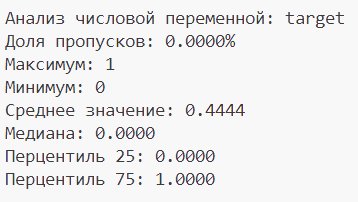 Анализ числовой переменной: target
Доля пропусков: 0.0000%
Максимум: 1
Минимум: 0
Среднее значение: 0.4444
Медиана: 0.0000
Перцентиль 25: 0.0000
Перцентиль 75: 1.0000